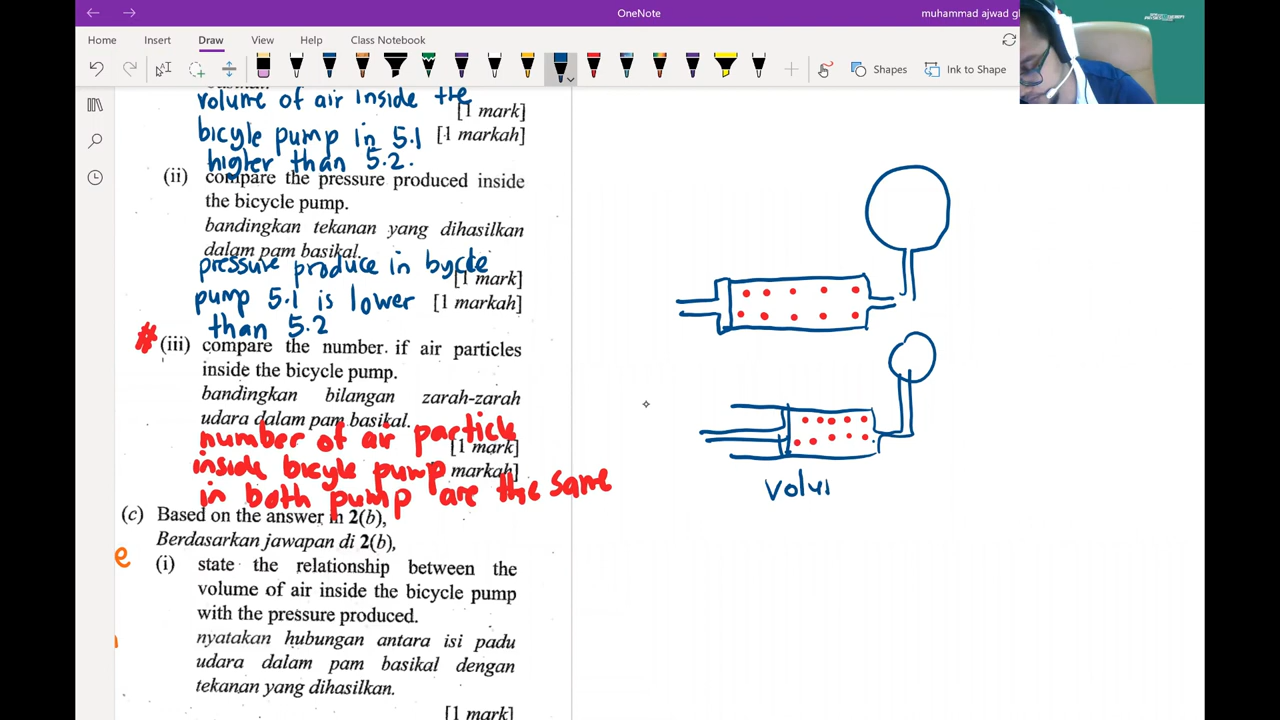 OneNote
muhammad ajwad gh
Home Insert Draw View Help Class Notebook
Shapes Ink to Shape
volume of air inside the
[1 mark]
bicyle pump in 5.1
[1 markah]
higher than 5.2.
(ii) compare the pressure produced inside
the bicycle pump.
bandingkan tekanan yang dihasilkan
dalam pam basikal.
pressure produce in bycle
[1 mark]
pump 5.1 is lower
[1 markah]
than 5.2
# (iii) compare the number. if air particles
inside the bicycle pump.
bandingkan bilangan zarah-zarah
udara dalam pam basikal.
number of air particle
[1 mark]
inside bicyle pump
markah]
in both pump are the same
(c) Based on the answer in 2(b),
Berdasarkan jawapan di 2(b),
e
(i) state the relationship between the
volume of air inside the bicycle pump
with the pressure produced.
nyatakan hubungan antara isi padu
udara dalam pam basikal dengan
tekanan yang dihasilkan.
[1 mark]
volu